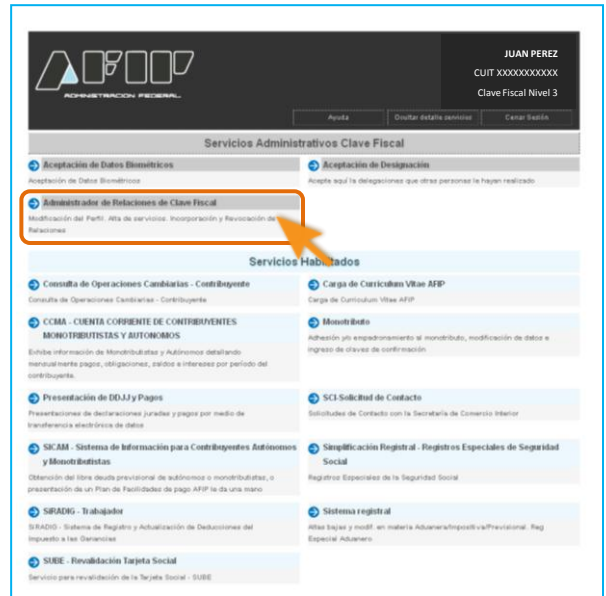 AFIP
ADMINISTRACION FEDERAL
JUAN PEREZ
CUIT XXXXXXXXXXX
Clave Fiscal Nivel 3
Ayuda
Ocultar detalle servicios
Cerrar Sesión
Servicios Administrativos Clave Fiscal
Aceptación de Datos Biométricos
Aceptación de Datos Biométricos
Aceptación de Designación
Acepte aquí la delegaciones que otras personas le hayan realizado
Administrador de Relaciones de Clave Fiscal
Modificación del Perfil. Alta de servicios. Incorporación y Revocación de
Relaciones
Servicios Habilitados
Consulta de Operaciones Cambiarias - Contribuyente
Consulta de Operaciones Cambiarias - Contribuyente
Carga de Curriculum Vitae AFIP
Carga de Curriculum Vitae AFIP
CCMA - CUENTA CORRIENTE DE CONTRIBUYENTES
MONOTRIBUTISTAS Y AUTONOMOS
Exhibe información de Monotributistas y Autónomos detallando
mensualmente pagos, obligaciones, saldos e intereses por período del
contribuyente.
Monotributo
Adhesión y/o empadronamiento al monotributo, modificación de datos e
ingreso de claves de confirmación
Presentación de DDJJ y Pagos
Presentaciones de declaraciones juradas y pagos por medio de
transferencia electrónica de datos
SCI-Solicitud de Contacto
Solicitudes de Contacto con la Secretaría de Comercio Interior
SICAM - Sistema de Información para Contribuyentes Autónomos
y Monotributistas
Obtención del libre deuda previsional de autónomos o monotributistas, o
presentación de un Plan de Facilidades de pago AFIP le da una mano
Simplificación Registral - Registros Especiales de Seguridad
Social
Registros Especiales de la Seguridad Social
SiRADIG - Trabajador
SIRADIG - Sistema de Registro y Actualización de Deducciones del
Impuesto a las Ganancias
Sistema registral
Altas bajas y modif. en materia Aduanera/Impositiva/Previsional. Reg
Especial Aduanero
SUBE - Revalidación Tarjeta Social
Servicio para revalidación de la Tarjeta Social - SUBE